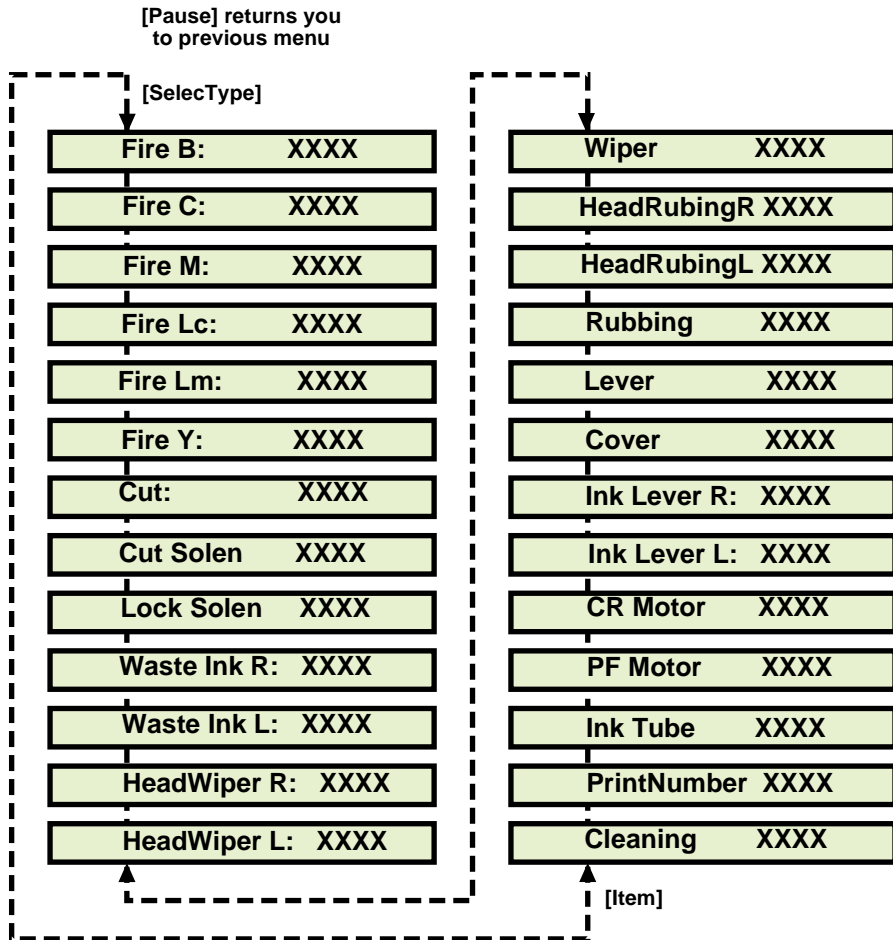 [Pause] returns you
to previous menu
[SelecType]
Fire B: XXXX
Fire C: XXXX
Fire M: XXXX
Fire Lc: XXXX
Fire Lm: XXXX
Fire Y: XXXX
Cut: XXXX
Cut Solen XXXX
Lock Solen XXXX
Waste Ink R: XXXX
Waste Ink L: XXXX
HeadWiper R: XXXX
HeadWiper L: XXXX
Wiper XXXX
HeadRubingR XXXX
HeadRubingL XXXX
Rubbing XXXX
Lever XXXX
Cover XXXX
Ink Lever R: XXXX
Ink Lever L: XXXX
CR Motor XXXX
PF Motor XXXX
Ink Tube XXXX
PrintNumber XXXX
Cleaning XXXX
[Item]